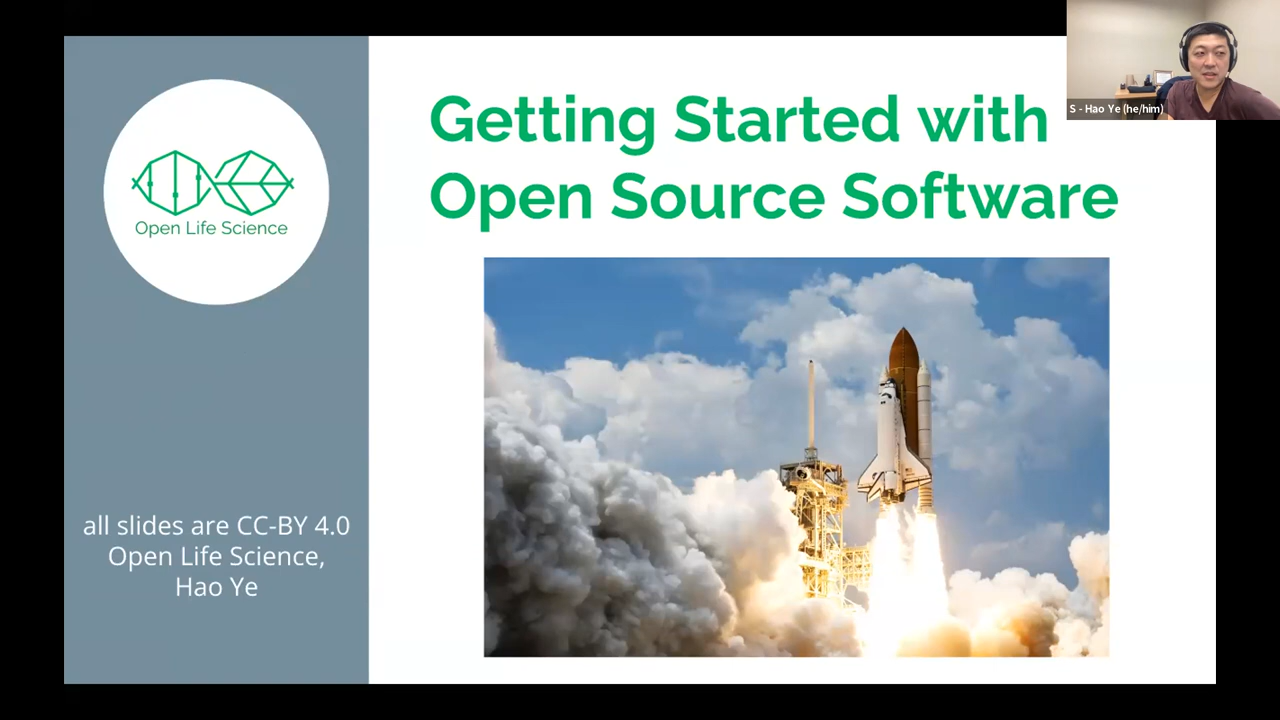 Getting Started with
Open Source Software
Open Life Science
all slides are CC-BY 4.0
Open Life Science,
Hao Ye
S - Hao Ye (he/him)